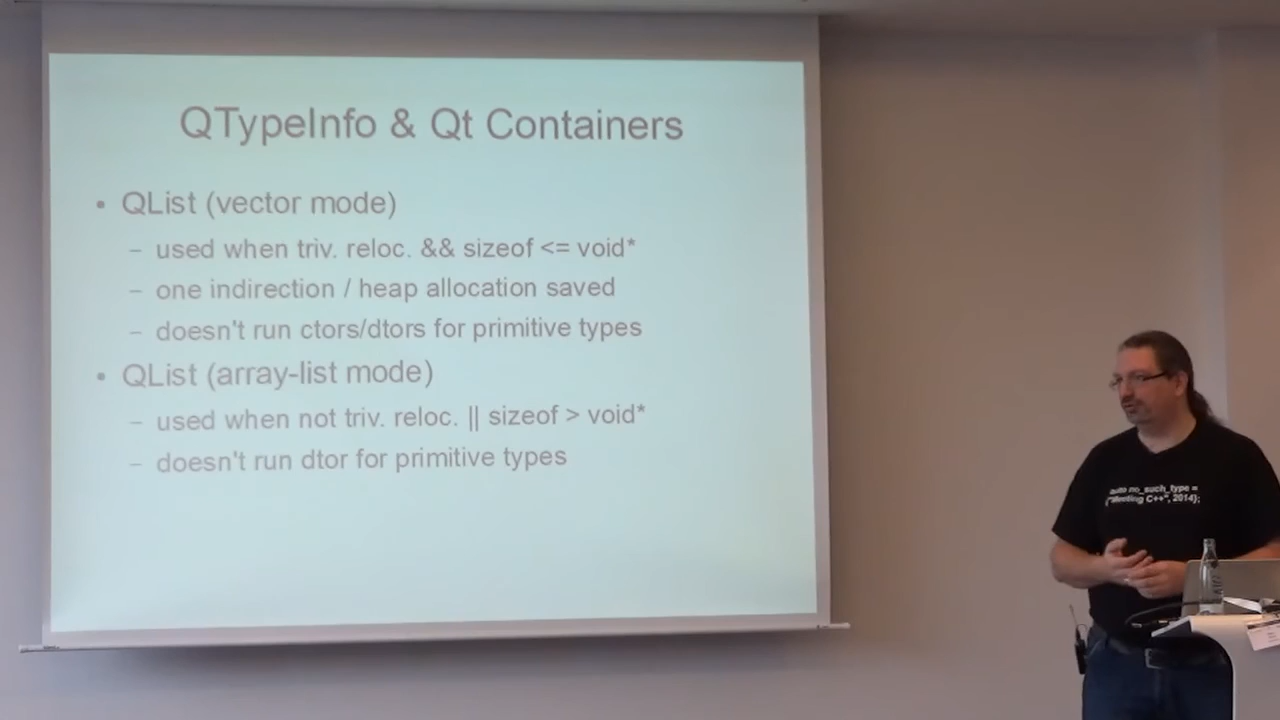 QTypeInfo & Qt Containers
• QList (vector mode)
– used when triv. reloc. && sizeof <= void*
– one indirection / heap allocation saved
– doesn't run ctors/dtors for primitive types
• QList (array-list mode)
– used when not triv. reloc. || sizeof > void*
– doesn't run dtor for primitive types
auto no_such_type =
{"Meeting C++", 2014};